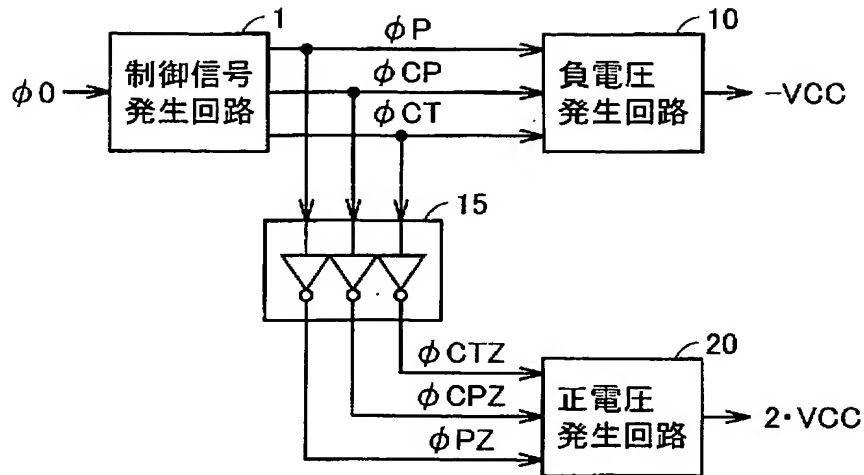 1
φP
10
φ0
制御信号
発生回路
φCP
φCT
負電圧
発生回路
-VCC
15
φCTZ
20
φCPZ
φPZ
正電圧
発生回路
2·VCC